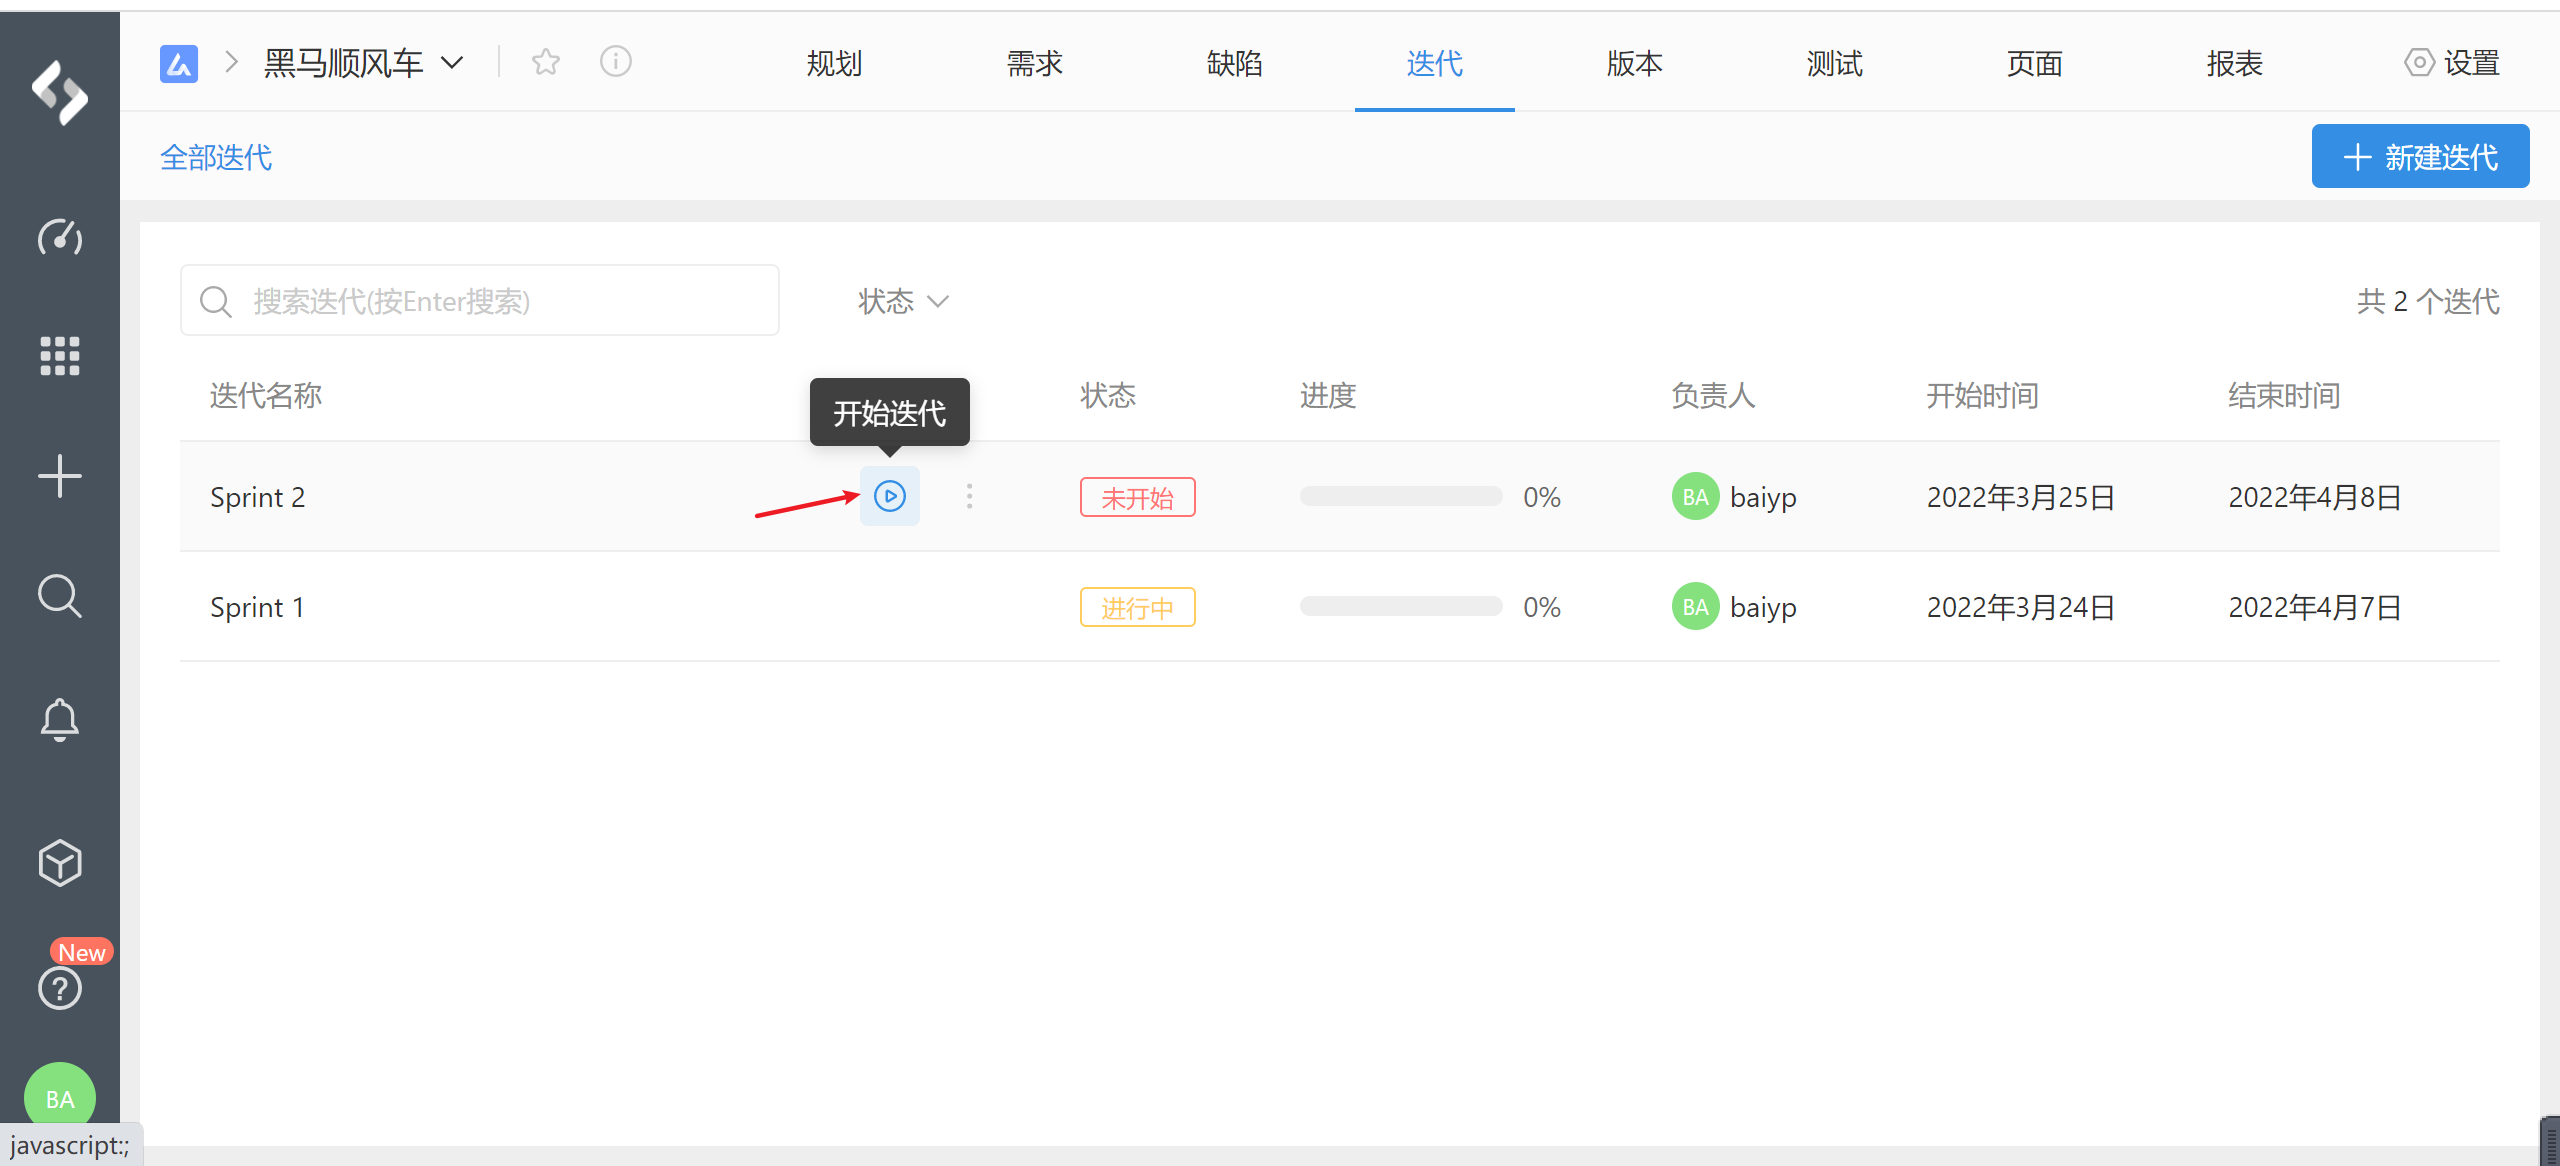 黑马顺风车
规划 需求 缺陷 迭代 版本 测试 页面 报表 设置
全部迭代
新建迭代
搜索迭代(按Enter搜索) 状态 共 2 个迭代
迭代名称 状态 进度 负责人 开始时间 结束时间
开始迭代
Sprint 2 未开始 0% BA baiyp 2022年3月25日 2022年4月8日
Sprint 1 进行中 0% BA baiyp 2022年3月24日 2022年4月7日
New
BA
javascript:;